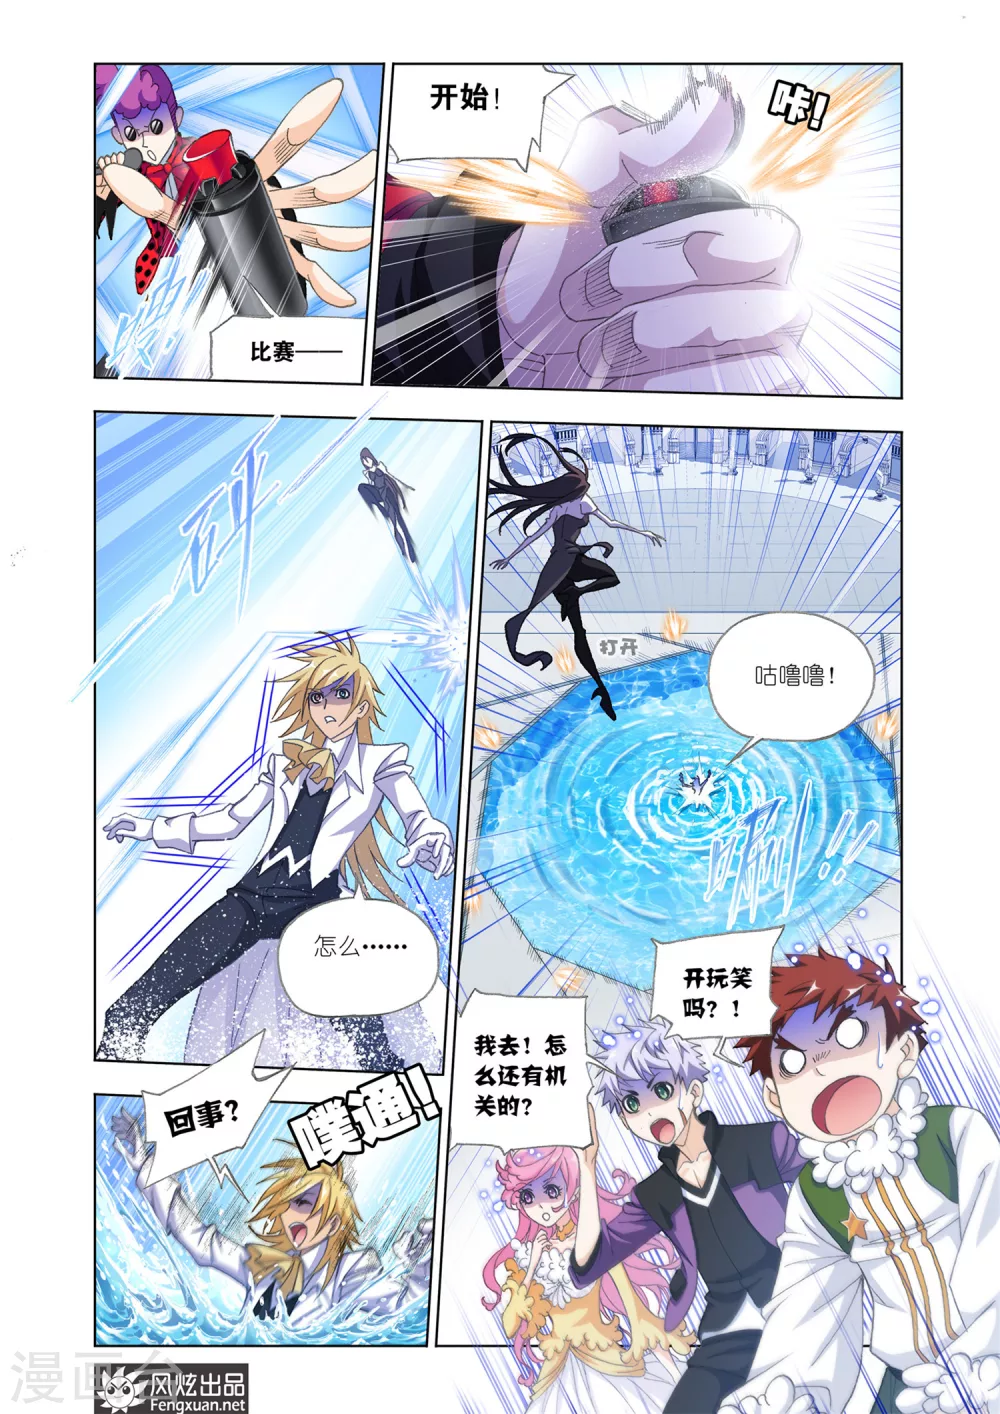 比赛——
开始！
咔！
砰
怎么……
打开
咕噜噜！
唰!!
回事？
噗通!!
我去！怎
么还有机
关的？
开玩笑
吗？！
漫画台
风炫出品
Fengxuan.net